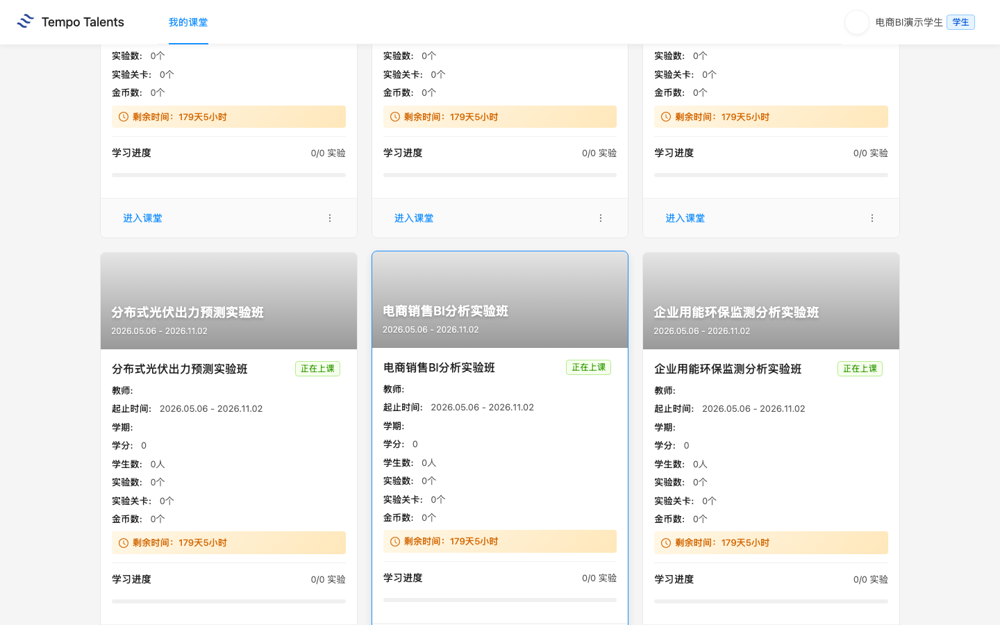 Tempo Talents
我的课堂
电商BI演示学生 学生
实验数： 0个
实验关卡： 0个
金币数： 0个
剩余时间：179天5小时
学习进度 0/0 实验
进入课堂
实验数： 0个
实验关卡： 0个
金币数： 0个
剩余时间：179天5小时
学习进度 0/0 实验
进入课堂
实验数： 0个
实验关卡： 0个
金币数： 0个
剩余时间：179天5小时
学习进度 0/0 实验
进入课堂
分布式光伏出力预测实验班
2026.05.06 - 2026.11.02
分布式光伏出力预测实验班 正在上课
教师:
起止时间： 2026.05.06 - 2026.11.02
学期:
学分： 0
学生数： 0人
实验数： 0个
实验关卡： 0个
金币数： 0个
剩余时间：179天5小时
学习进度 0/0 实验
电商销售BI分析实验班
2026.05.06 - 2026.11.02
电商销售BI分析实验班 正在上课
教师:
起止时间： 2026.05.06 - 2026.11.02
学期:
学分： 0
学生数： 0人
实验数： 0个
实验关卡： 0个
金币数： 0个
剩余时间：179天5小时
学习进度 0/0 实验
企业用能环保监测分析实验班
2026.05.06 - 2026.11.02
企业用能环保监测分析实验班 正在上课
教师:
起止时间： 2026.05.06 - 2026.11.02
学期:
学分： 0
学生数： 0人
实验数： 0个
实验关卡： 0个
金币数： 0个
剩余时间：179天5小时
学习进度 0/0 实验